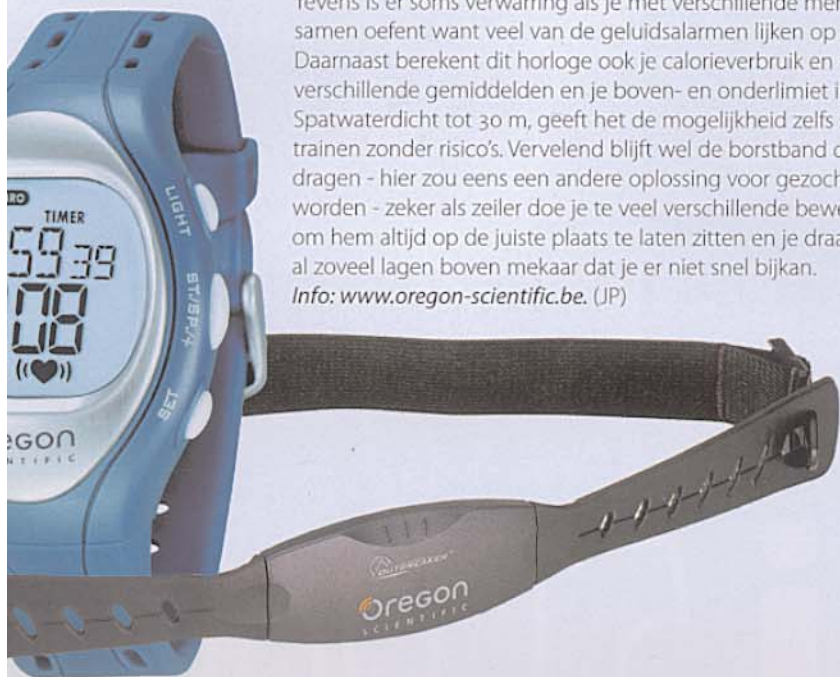 Tevens is er soms verwarring als je met verschillende
samen oefent want veel van de geluidsalarmen lijken op
Daarnaast berekent dit horloge ook je calorieverbruik en
verschillende gemiddelden en je boven- en onderlimiet
Spatwaterdicht tot 30 m, geeft het de mogelijkheid zelfs
trainen zonder risico's. Vervelend blijft wel de borstband
dragen - hier zou eens een andere oplossing voor
worden - zeker als zeiler doe je te veel verschillende
om hem altijd op de juiste plaats te laten zitten en je
al zoveel lagen boven mekaar dat je er niet snel bijkan.
Info: www.oregon-scientific.be. (JP)
TIMER
59 39
08
LIGHT
ST/SP/+
SET
OUTBREAKER™
Oregon
SCIENTIFIC